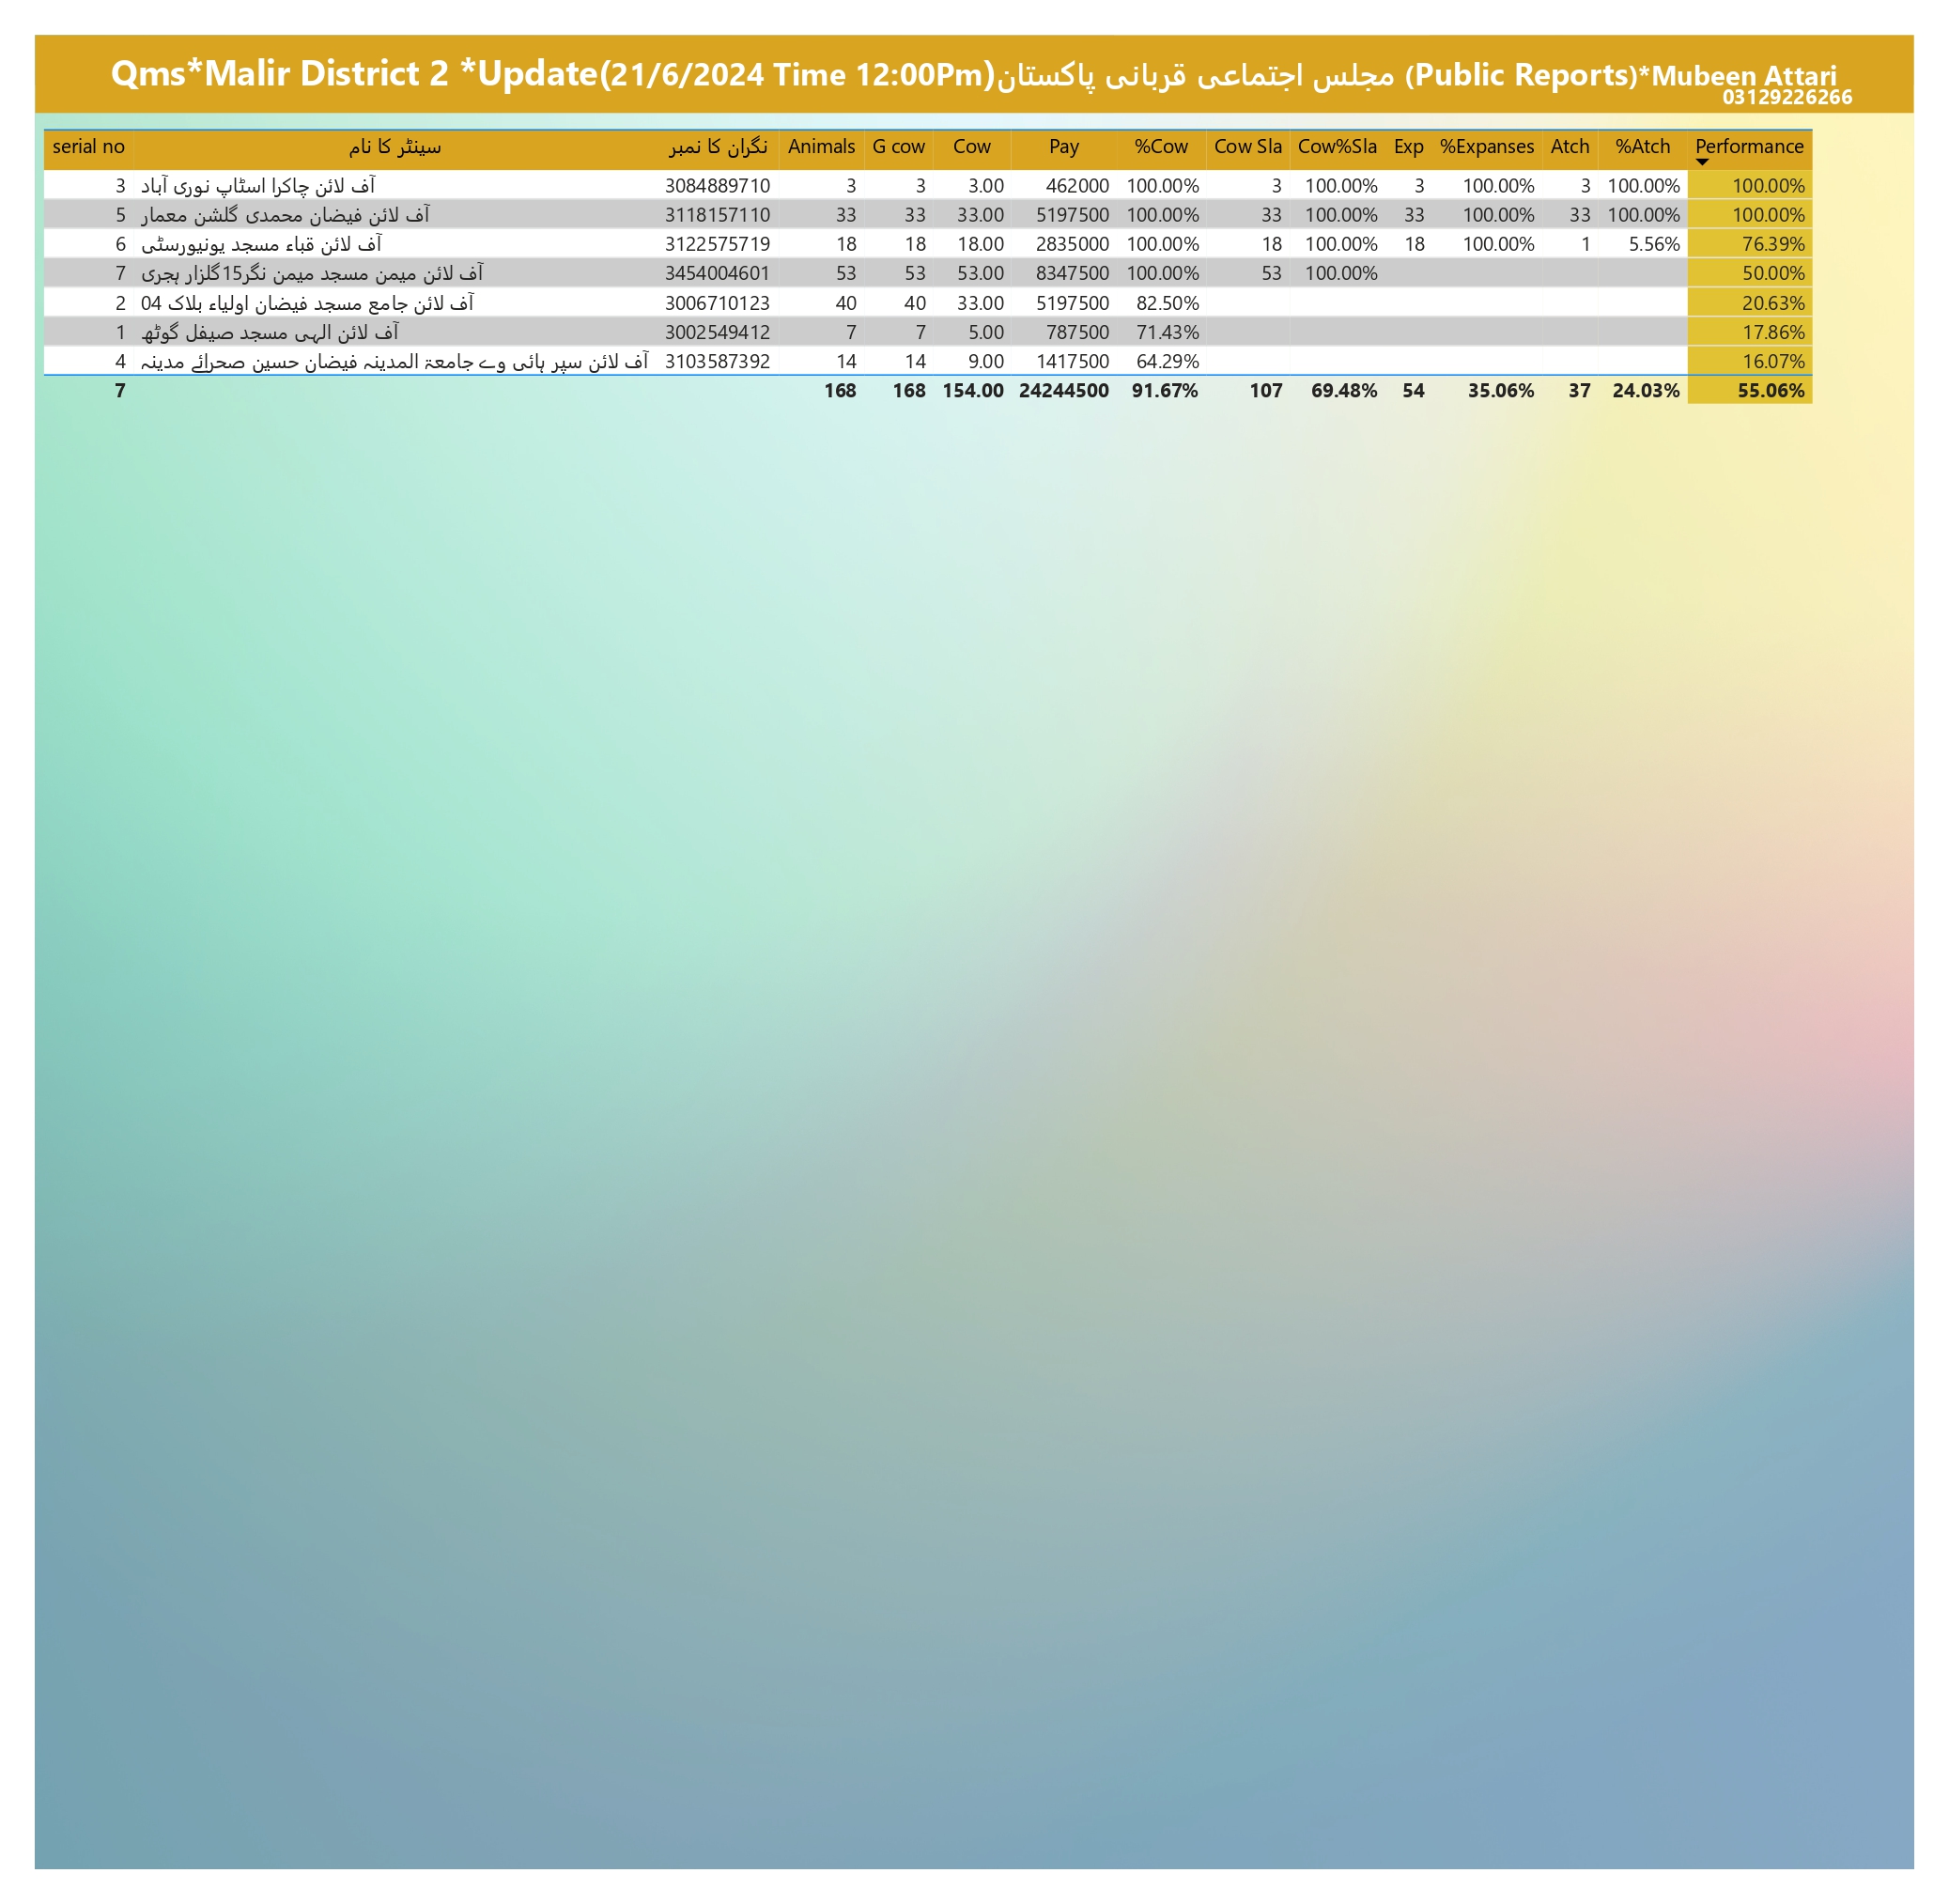 Qms*Malir District 2 *Update(21/6/2024 Time 12:00Pm)مجلس اجتماعی قربانی پاکستان (Public Reports)*Mubeen Attari
03129226266
serial no سینٹر کا نام نگران کا نمبر Animals G cow Cow Pay %Cow Cow Sla Cow%Sla Exp %Expanses Atch %Atch Performance
3 آف لائن چاکرا اسٹاپ نوری آباد 3084889710 3 3 3.00 462000 100.00% 3 100.00% 3 100.00% 3 100.00% 100.00%
5 آف لائن فیضان محمدی گلشن معمار 3118157110 33 33 33.00 5197500 100.00% 33 100.00% 33 100.00% 33 100.00% 100.00%
6 آف لائن قباء مسجد یونیورسٹی 3122575719 18 18 18.00 2835000 100.00% 18 100.00% 18 100.00% 1 5.56% 76.39%
7 آف لائن میمن مسجد میمن نگر15گلزار ہجری 3454004601 53 53 53.00 8347500 100.00% 53 100.00% 50.00%
2 آف لائن جامع مسجد فیضان اولیاء بلاک 04 3006710123 40 40 33.00 5197500 82.50% 20.63%
1 آف لائن الہی مسجد صیفل گوٹھ 3002549412 7 7 5.00 787500 71.43% 17.86%
4 آف لائن سپر ہائی وے جامعۃ المدینہ فیضان حسین صحرائے مدینہ 3103587392 14 14 9.00 1417500 64.29% 16.07%
7 168 168 154.00 24244500 91.67% 107 69.48% 54 35.06% 37 24.03% 55.06%